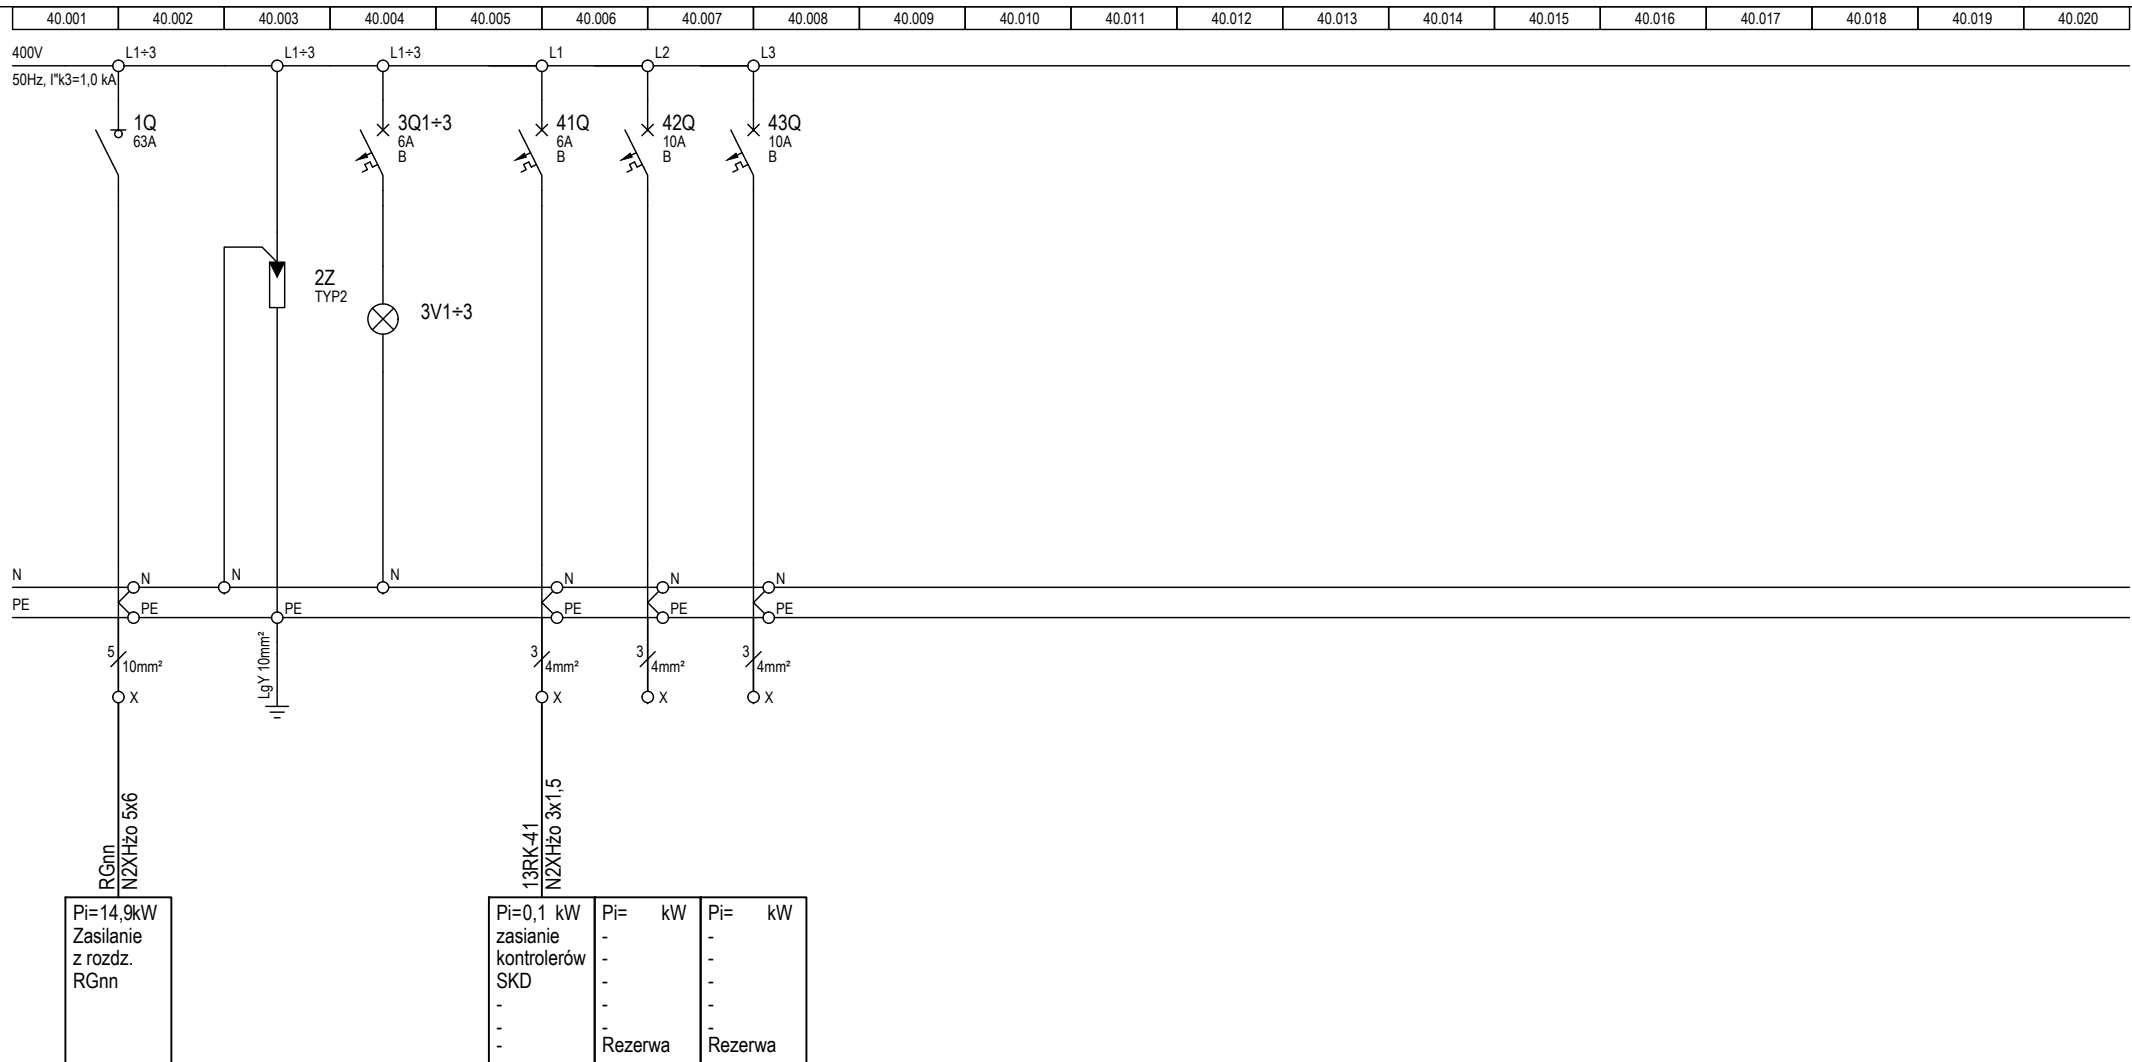 40.001 40.002 40.003 40.004 40.005 40.006 40.007 40.008 40.009 40.010 40.011 40.012 40.013 40.014 40.015 40.016 40.017 40.018 40.019 40.020
400V L1÷3 L1÷3 L1÷3 L1 L2 L3
50Hz, I"k3=1,0 kA
1Q
63A
3Q1÷3
6A
B
41Q
6A
B
42Q
10A
B
43Q
10A
B
2Z
TYP2
3V1÷3
N N N N N N N
PE PE PE PE PE PE
5 10mm²
LgY 10mm²
3 4mm²
3 4mm²
3 4mm²
X X X X
RGnn
N2XHżo 5x6
13RK-41
N2XHżo 3x1,5
Pi=14,9kW
Zasilanie
z rozdz.
RGnn
Pi=0,1 kW
zasianie
kontrolerów
SKD
-
-
-
Pi= kW
-
-
-
-
-
Rezerwa
Pi= kW
-
-
-
-
-
Rezerwa